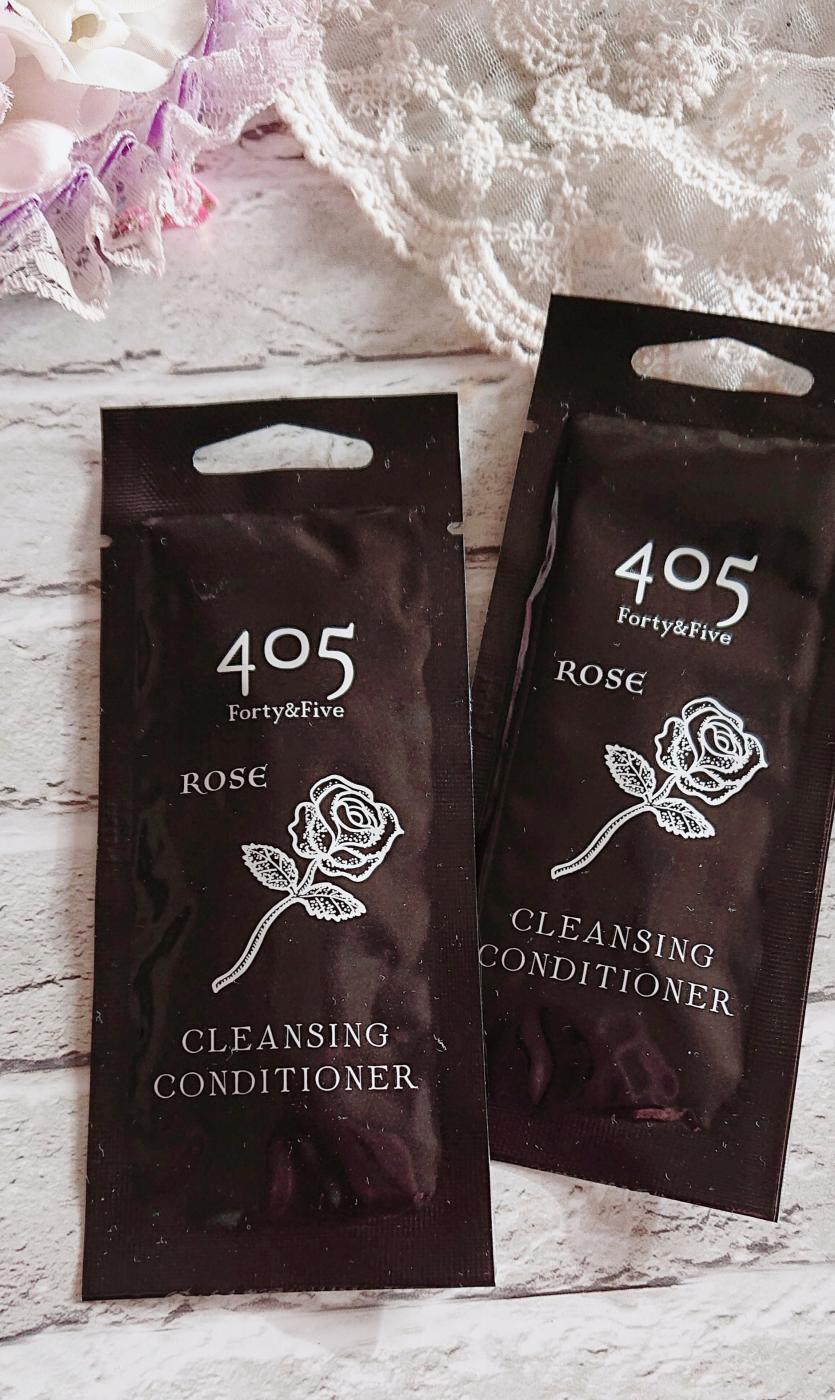 405
Forty&Five
ROSE
CLEANSING
CONDITIONER
405
Forty&Five
ROSE
CLEANSING
CONDITIONER